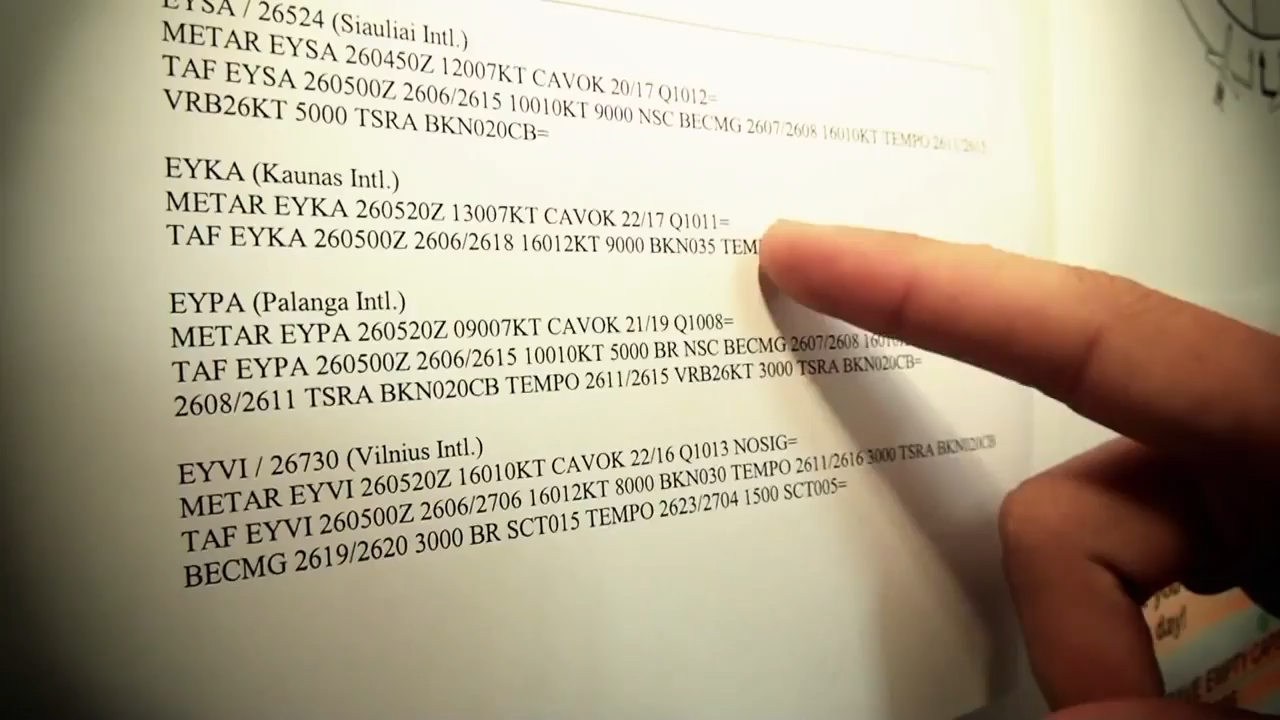 EYSA / 26524 (Siauliai Intl.)
METAR EYSA 260450Z 12007KT CAVOK 20/17 Q1012=
TAF EYSA 260500Z 2606/2615 10010KT 9000 NSC BECMG 2607/2608 16010KT TEMPO 2611/2615
VRB26KT 5000 TSRA BKN020CB=
EYKA (Kaunas Intl.)
METAR EYKA 260520Z 13007KT CAVOK 22/17 Q1011=
TAF EYKA 260500Z 2606/2618 16012KT 9000 BKN035
EYPA (Palanga Intl.)
METAR EYPA 260520Z 09007KT CAVOK 21/19 Q1008=
TAF EYPA 260500Z 2606/2615 10010KT 5000 BR NSC BECMG 2607/2608
2608/2611 TSRA BKN020CB TEMPO 2611/2615 VRB26KT 3000 TSRA BKN020CB=
EYVI / 26730 (Vilnius Intl.)
METAR EYVI 260520Z 16010KT CAVOK 22/16 Q1013 NOSIG=
TAF EYVI 260500Z 2606/2706 16012KT 8000 BKN030 TEMPO 2611/2616 3000 TSRA BKN020CB
BECMG 2619/2620 3000 BR SCT015 TEMPO 2623/2704 1500 SCT005=
day!
EMPTY